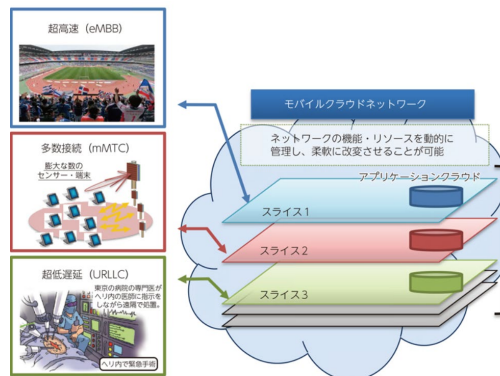 超高速（eMBB）
多数接続（mMTC）
膨大な数の
センサー・端末
超低遅延（URLLC）
東京の病院の専門医が
ヘリ内の医師に指示を
しながら遠隔で処置。
ヘリ内で緊急手術
モバイルクラウドネットワーク
ネットワークの機能・リソースを動的に
管理し、柔軟に改変させることが可能
アプリケーションクラウド
スライス1
スライス2
スライス3